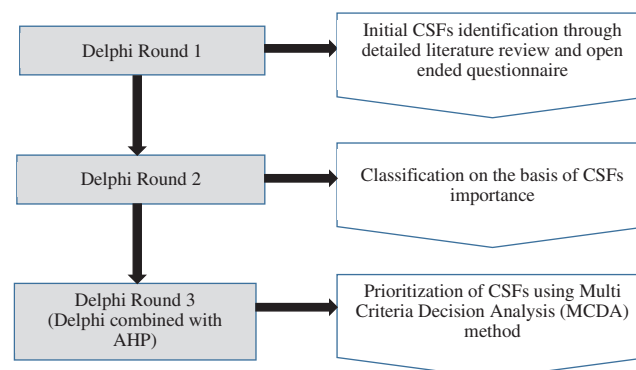 Delphi Round 1
Initial CSFs identification through
detailed literature review and open
ended questionnaire
Delphi Round 2
Classification on the basis of CSFs
importance
Delphi Round 3
(Delphi combined with
AHP)
Prioritization of CSFs using Multi
Criteria Decision Analysis (MCDA)
method